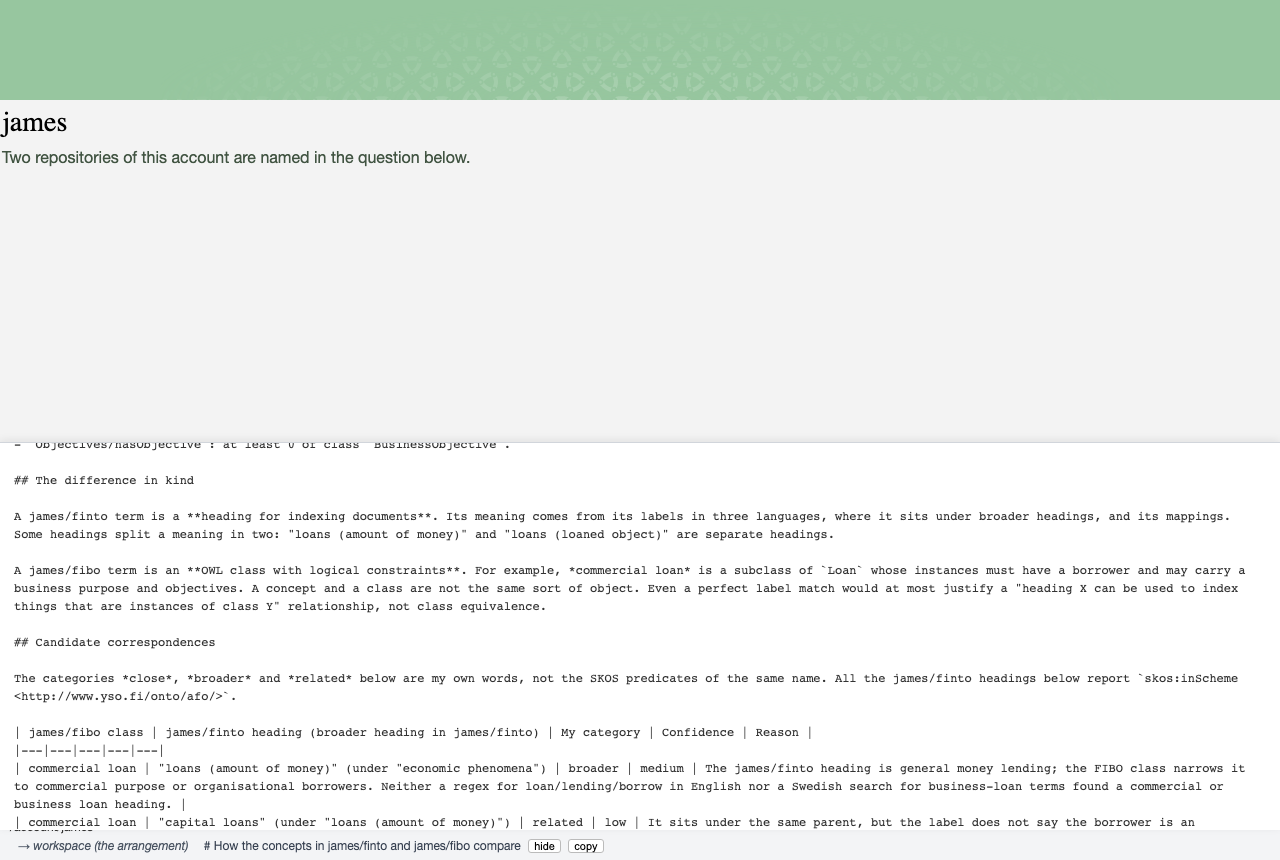 james
Two repositories of this account are named in the question below.
- `Objectives/hasObjective`: at least 0 of class `BusinessObjective`.
## The difference in kind
A james/finto term is a **heading for indexing documents**. Its meaning comes from its labels in three languages, where it sits under broader headings, and its mappings.
Some headings split a meaning in two: "loans (amount of money)" and "loans (loaned object)" are separate headings.
A james/fibo term is an **OWL class with logical constraints**. For example, *commercial loan* is a subclass of `Loan` whose instances must have a borrower and may carry a
business purpose and objectives. A concept and a class are not the same sort of object. Even a perfect label match would at most justify a "heading X can be used to index
things that are instances of class Y" relationship, not class equivalence.
## Candidate correspondences
The categories *close*, *broader* and *related* below are my own words, not the SKOS predicates of the same name. All the james/finto headings below report `skos:inScheme
<http://www.yso.fi/onto/afo/>`.
| james/fibo class | james/finto heading (broader heading in james/finto) | My category | Confidence | Reason |
|---|---|---|---|---|
| commercial loan | "loans (amount of money)" (under "economic phenomena") | broader | medium | The james/finto heading is general money lending; the FIBO class narrows it
to commercial purpose or organisational borrowers. Neither a regex for loan/lending/borrow in English nor a Swedish search for business-loan terms found a commercial or
business loan heading. |
| commercial loan | "capital loans" (under "loans (amount of money)") | related | low | It sits under the same parent, but the label does not say the borrower is an
→ workspace (the arrangement) # How the concepts in james/finto and james/fibo compare hide copy